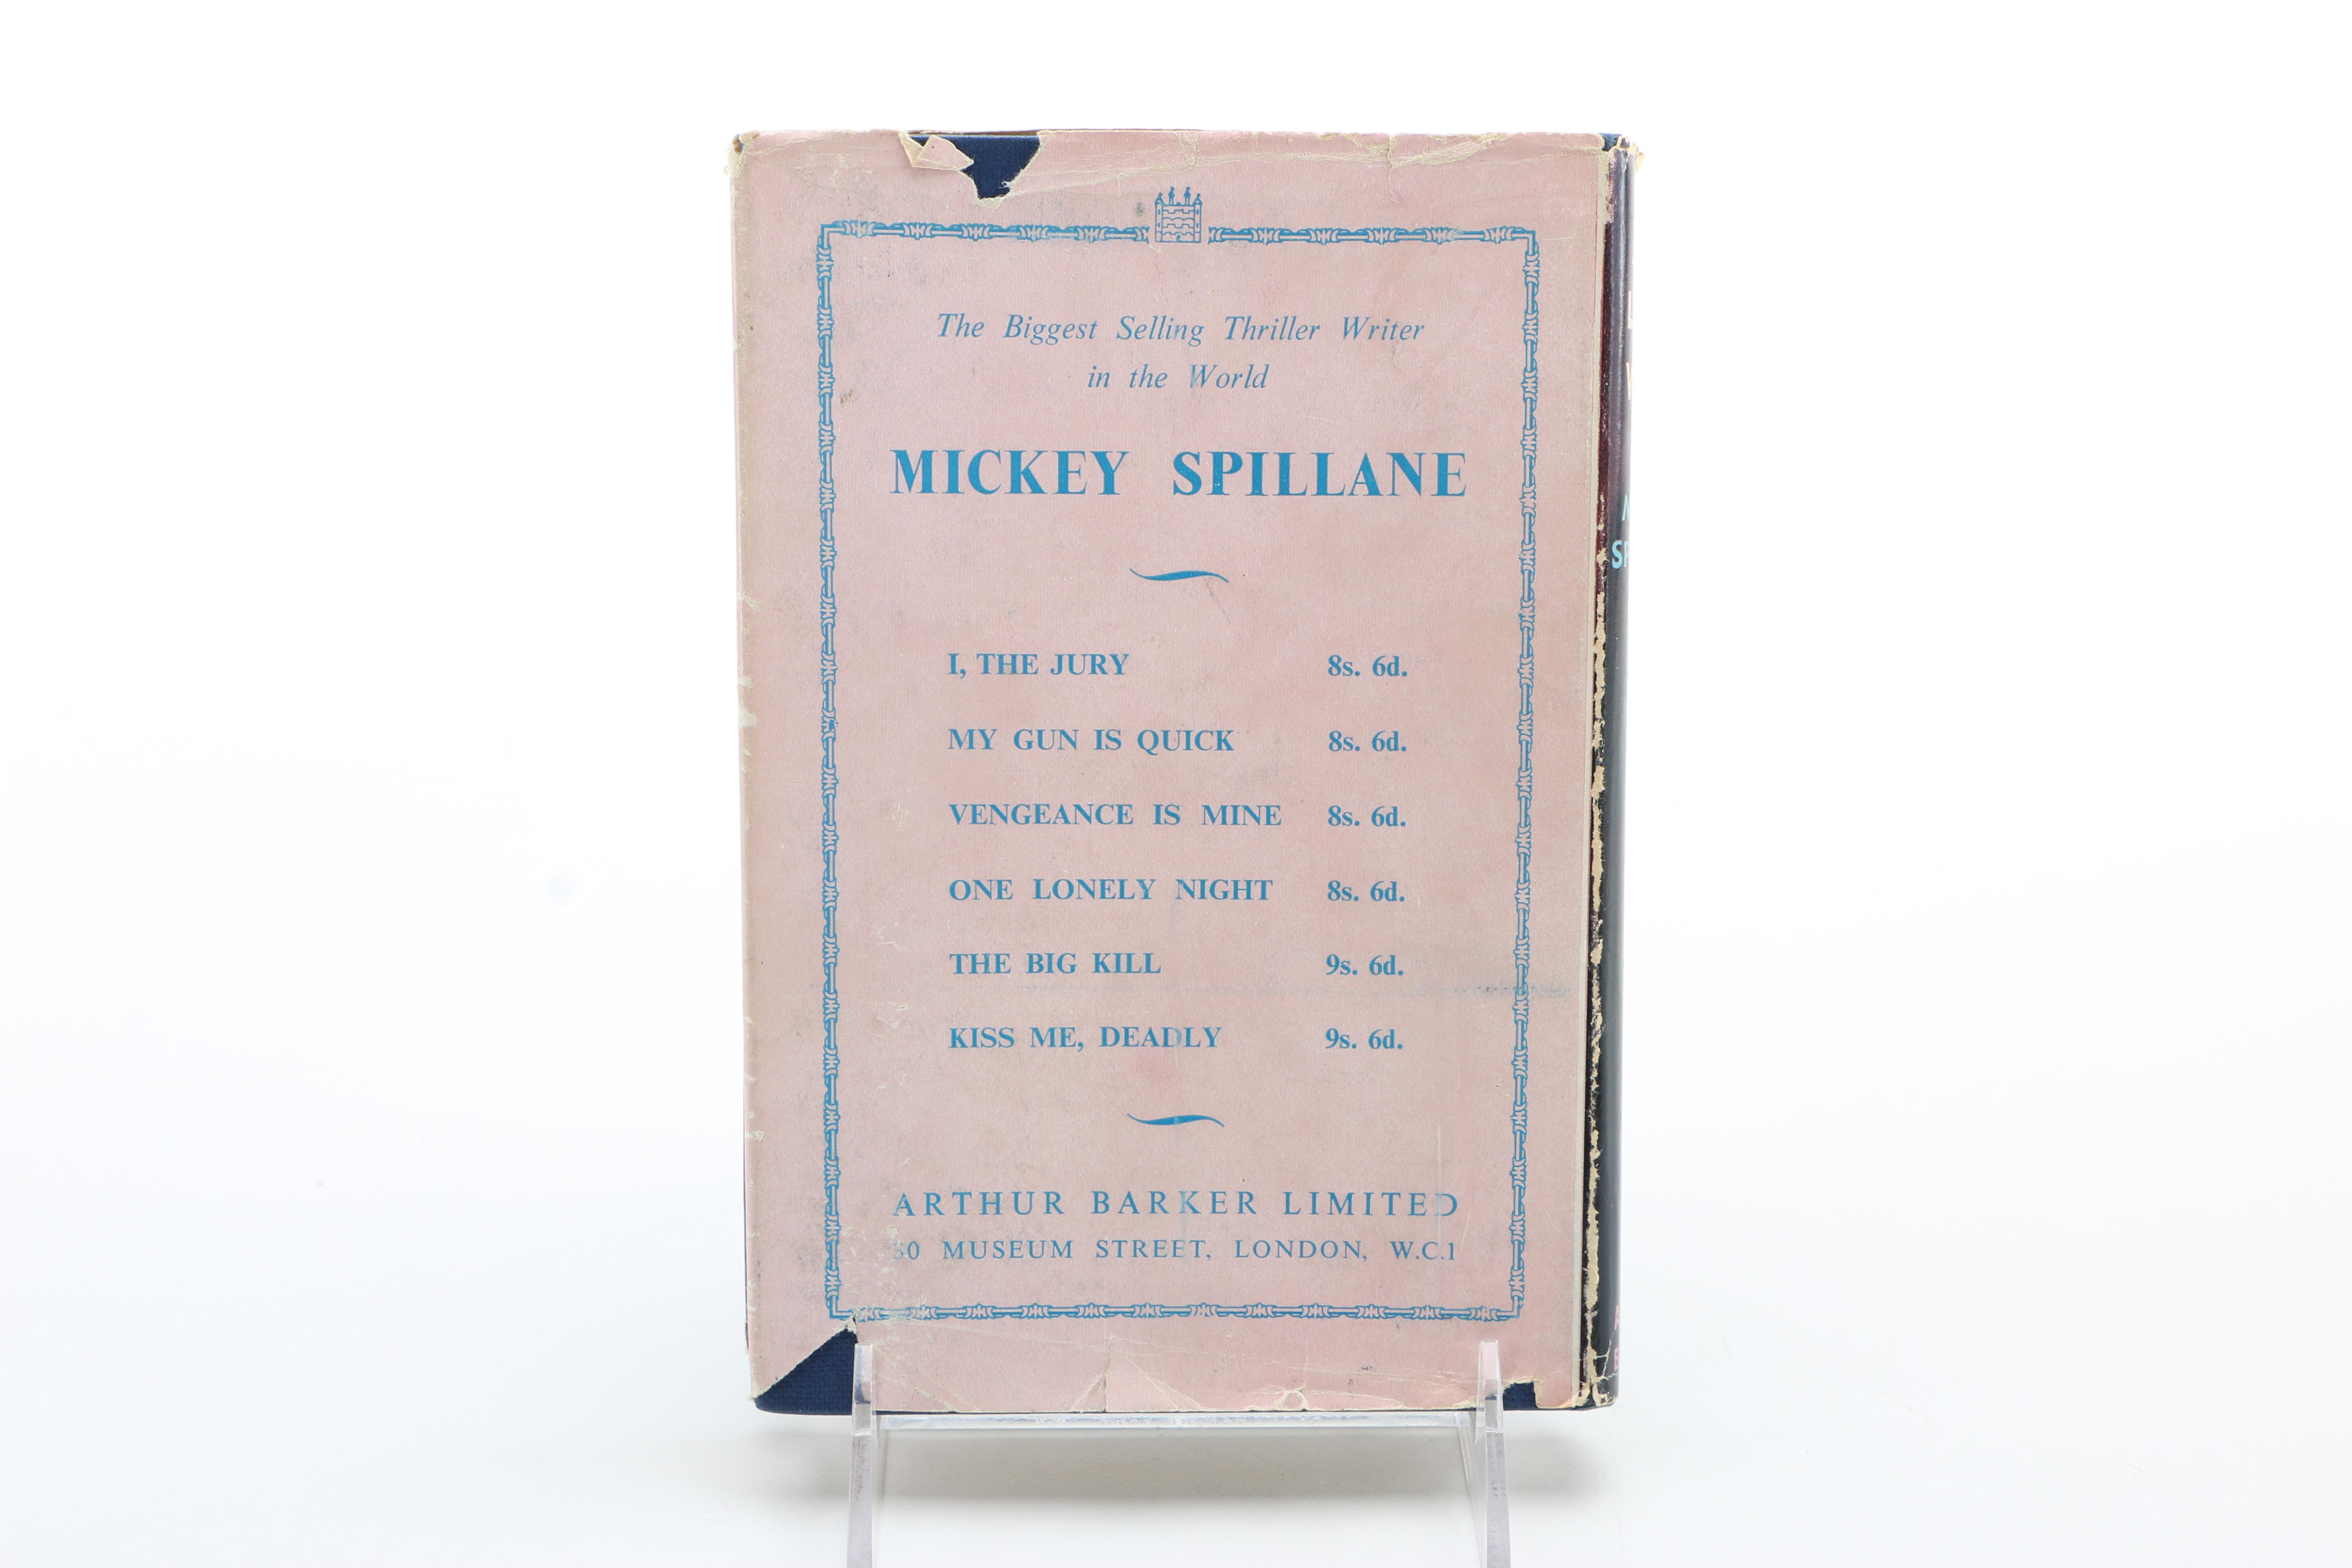 The Biggest Selling Thriller Writer
in the World
MICKEY SPILLANE
I, THE JURY 8s. 6d.
MY GUN IS QUICK 8s. 6d.
VENGEANCE IS MINE 8s. 6d.
ONE LONELY NIGHT 8s. 6d.
THE BIG KILL 9s. 6d.
KISS ME, DEADLY 9s. 6d.
ARTHUR BARKER LIMITED
30 MUSEUM STREET, LONDON, W.C.1